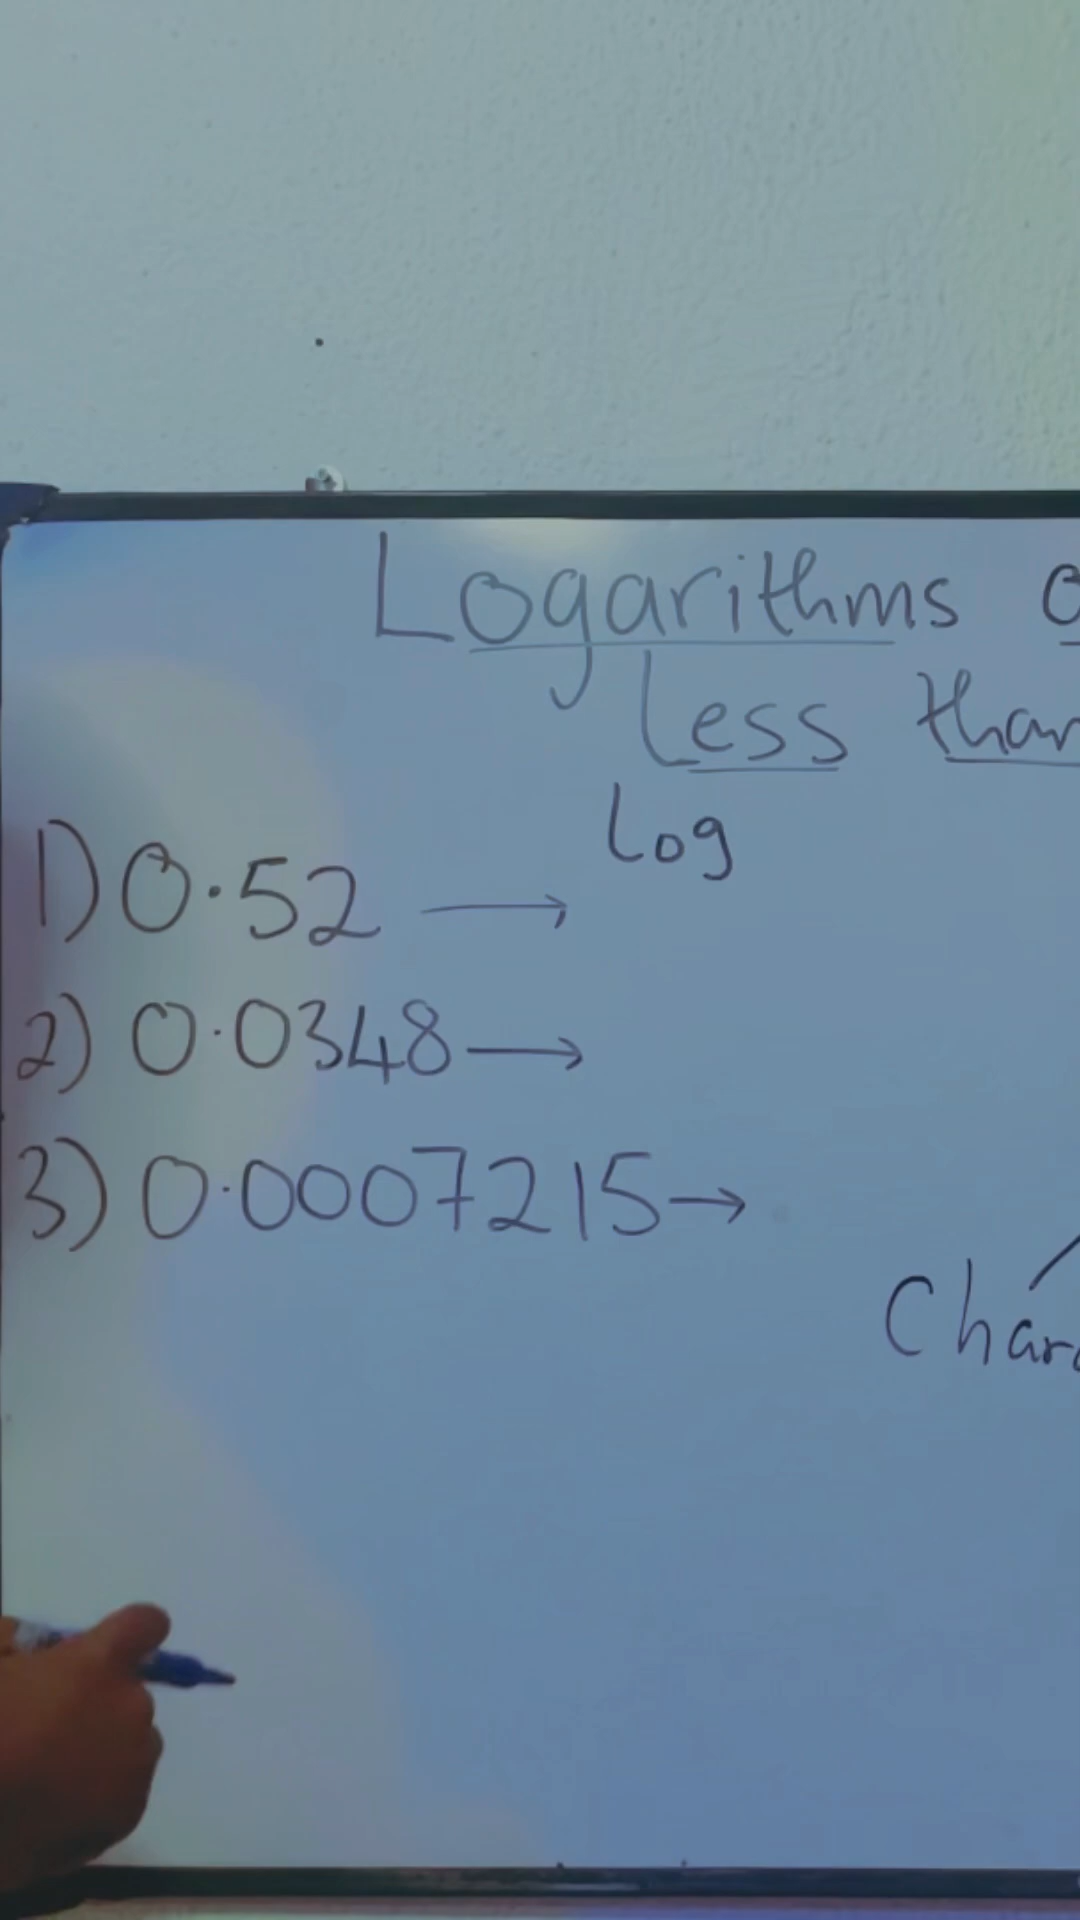 Logarithms
Less
Log
1) 0.52 →
2) 0.0348 →
3) 0.0007215 →